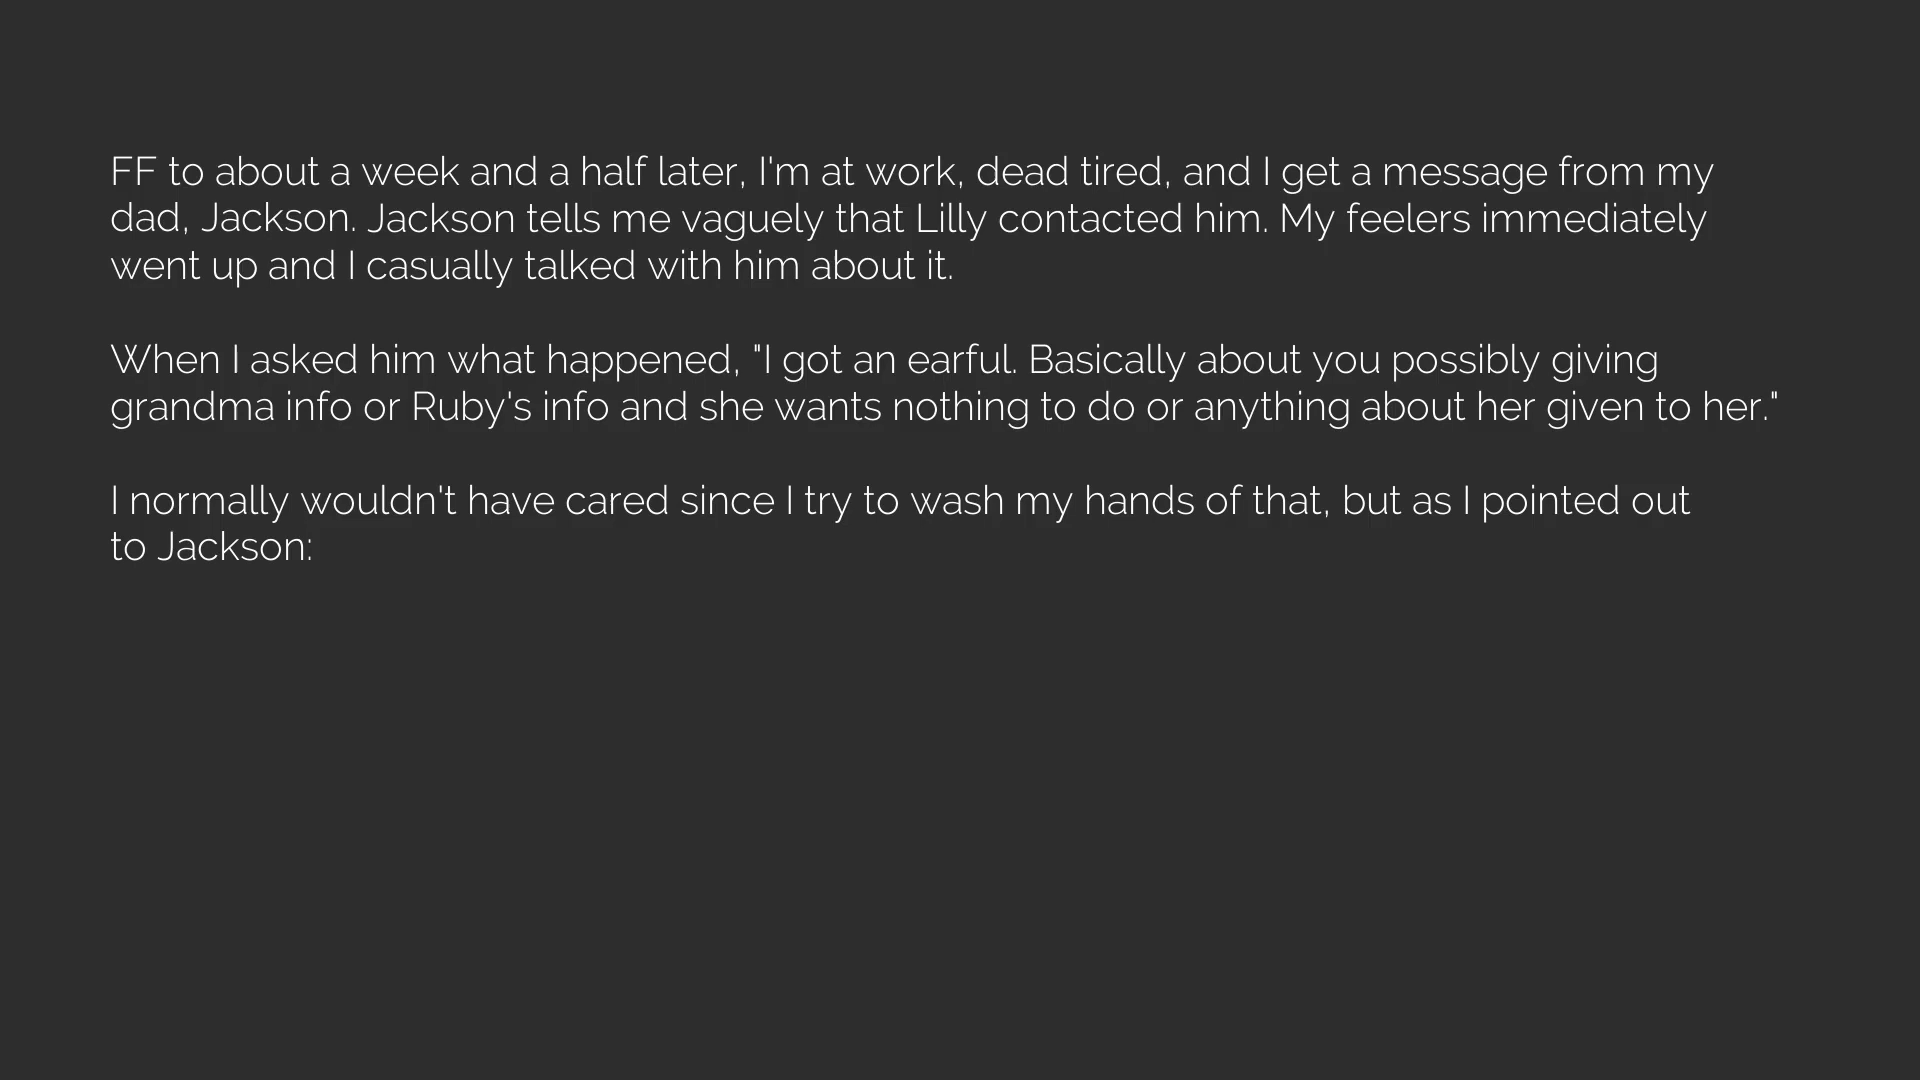 FF to about a week and a half later, I'm at work, dead tired, and I get a message from my
dad, Jackson. Jackson tells me vaguely that Lilly contacted him. My feelers immediately
went up and I casually talked with him about it.
When I asked him what happened, "I got an earful. Basically about you possibly giving
grandma info or Ruby's info and she wants nothing to do or anything about her given to her."
I normally wouldn't have cared since I try to wash my hands of that, but as I pointed out
to Jackson: